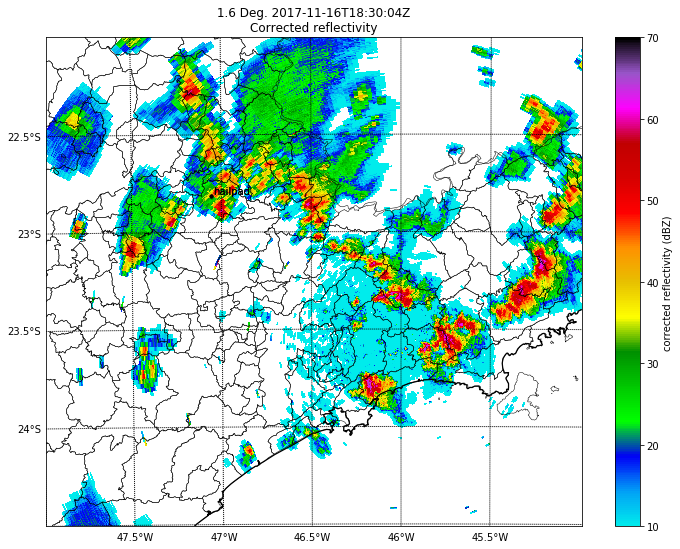 1.6 Deg. 2017-11-16T18:30:04Z
Corrected reflectivity
22.5°S
23°S
23.5°S
24°S
47.5°W
47°W
46.5°W
46°W
45.5°W
hailpad
70
60
50
40
30
20
10
corrected reflectivity (dBZ)